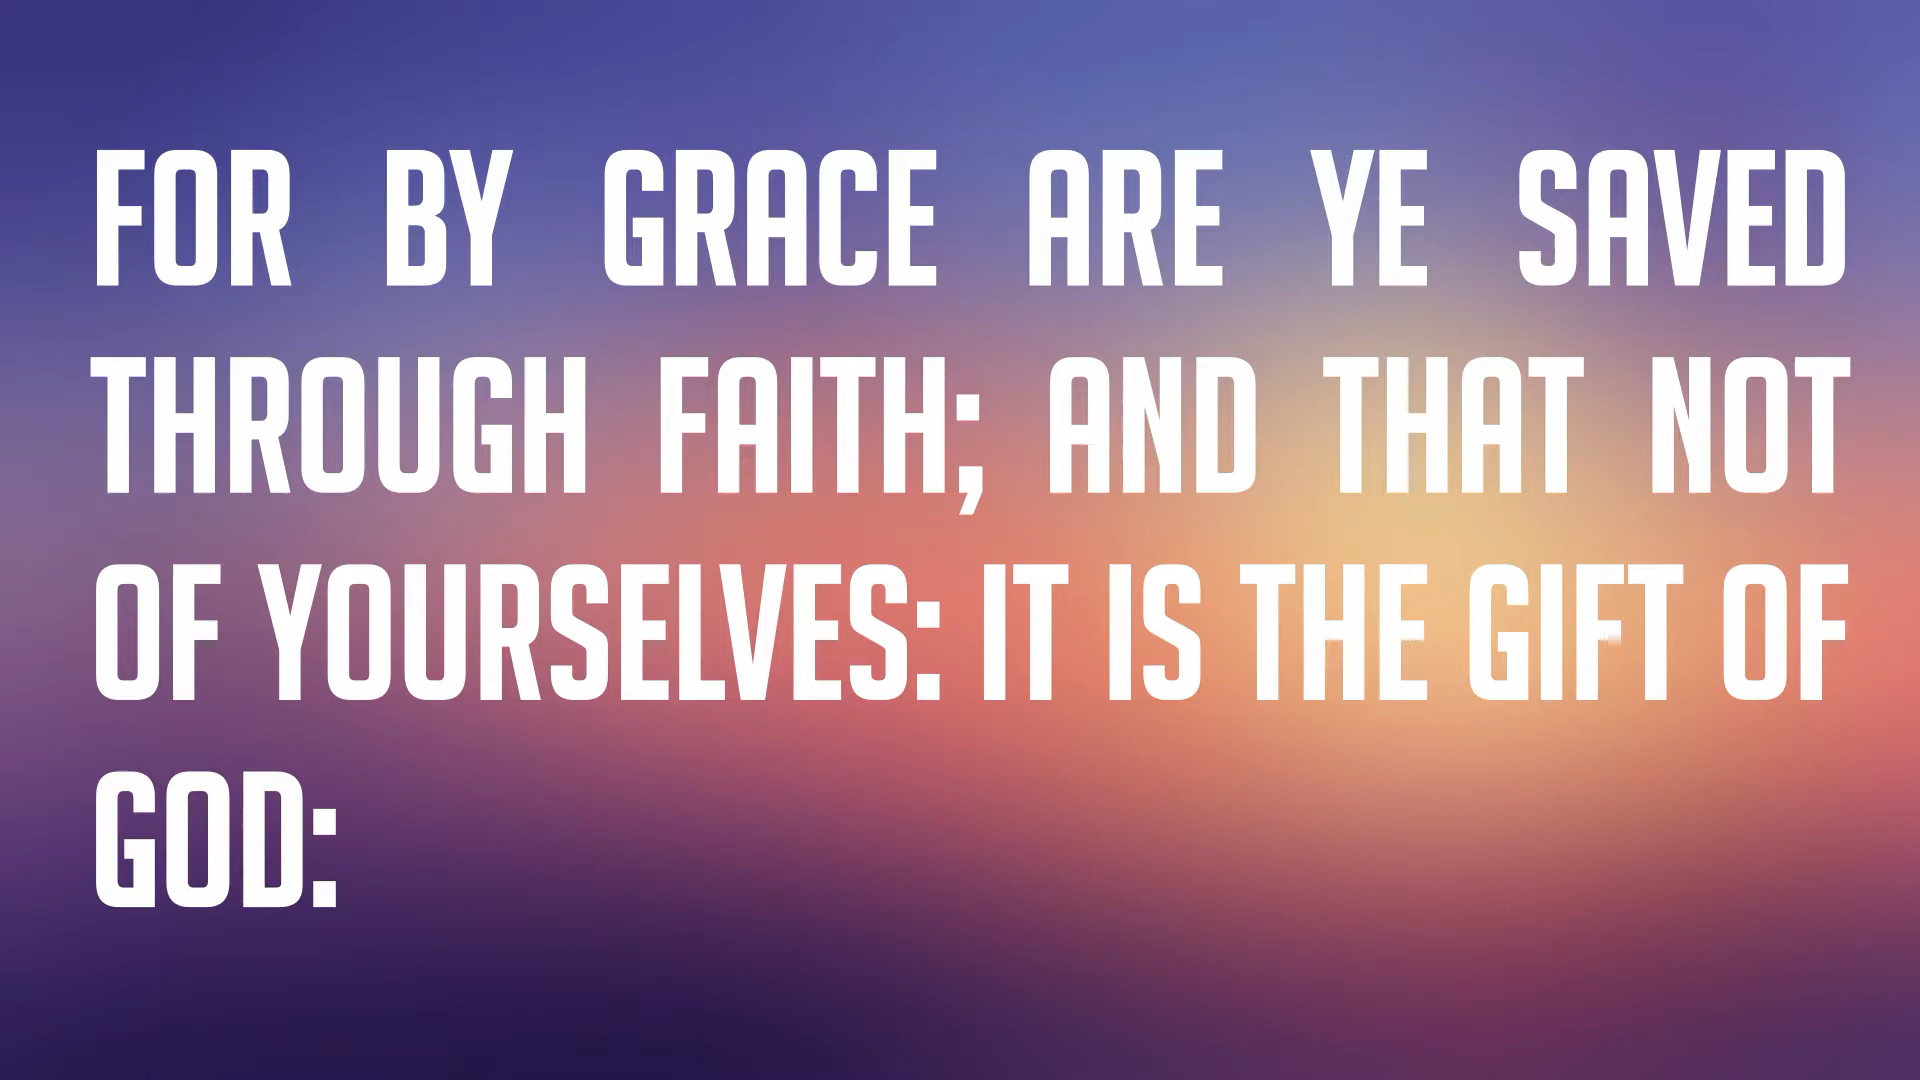 FOR BY GRACE ARE YE SAVED
THROUGH FAITH; AND THAT NOT
OF YOURSELVES: IT IS THE GIFT OF
GOD: